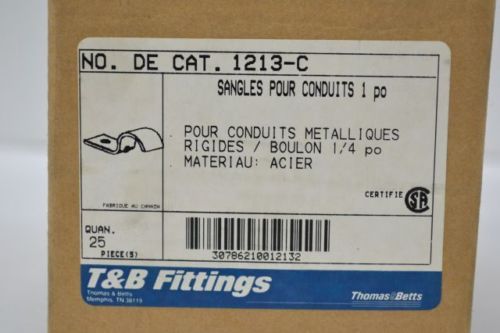 NO. DE CAT. 1213-C
SANGLES POUR CONDUITS 1 po
POUR CONDUITS METALLIQUES
RIGIDES / BOULON 1/4 po
MATERIAU: ACIER
FABRIQUE AU CANADA
CERTIFIE SA
QUAN.
25
PIECE(S)
30786210012132
T&B Fittings
Thomas & Betts
Memphis, TN 38119
Thomas&Betts